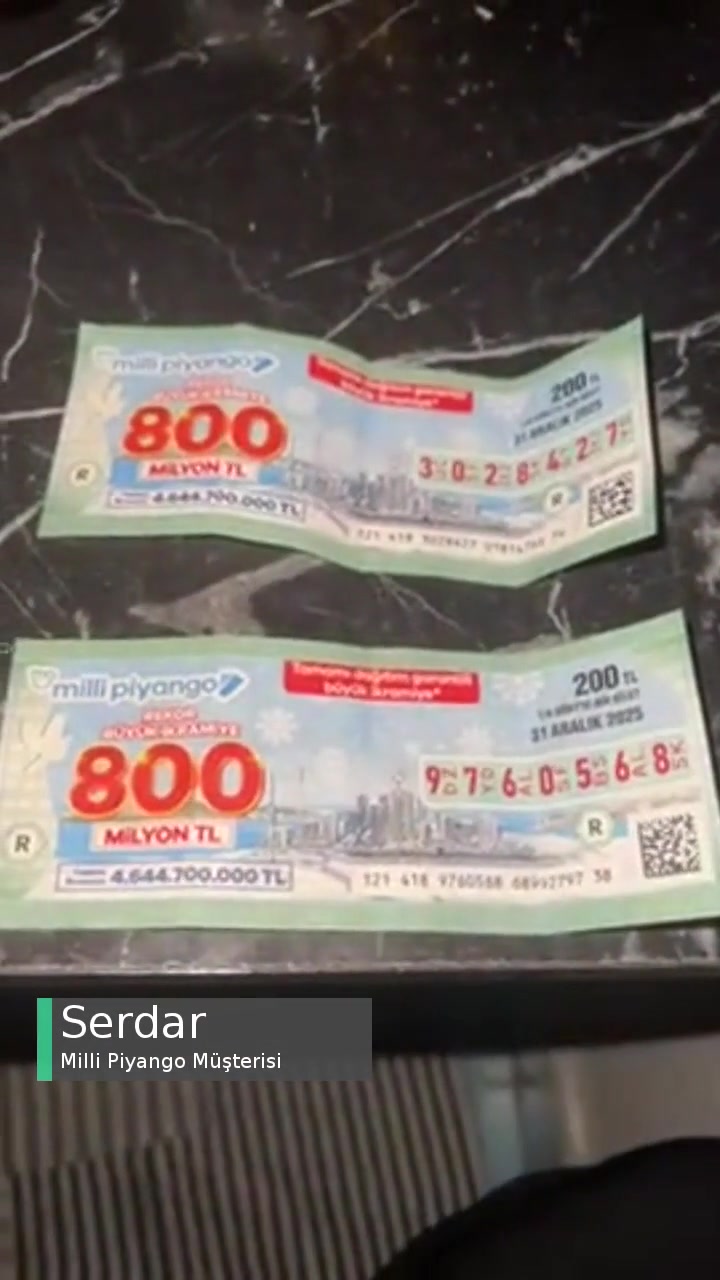 milli piyango
800
MİLYON TL
4.644.700.000 TL
büyük ikramiye*
200 TL
31 ARALIK 2025
3 0 2 8 4 2 7
R
R
milli piyango
REKOR
BÜYÜK İKRAMİYE
800
MİLYON TL
4.644.700.000 TL
Tamamı dağıtım garantili
büyük ikramiye*
200 TL
31 ARALIK 2025
9 7 6 0 5 6 8
R
R
121 418 9760568
Serdar
Milli Piyango Müşterisi